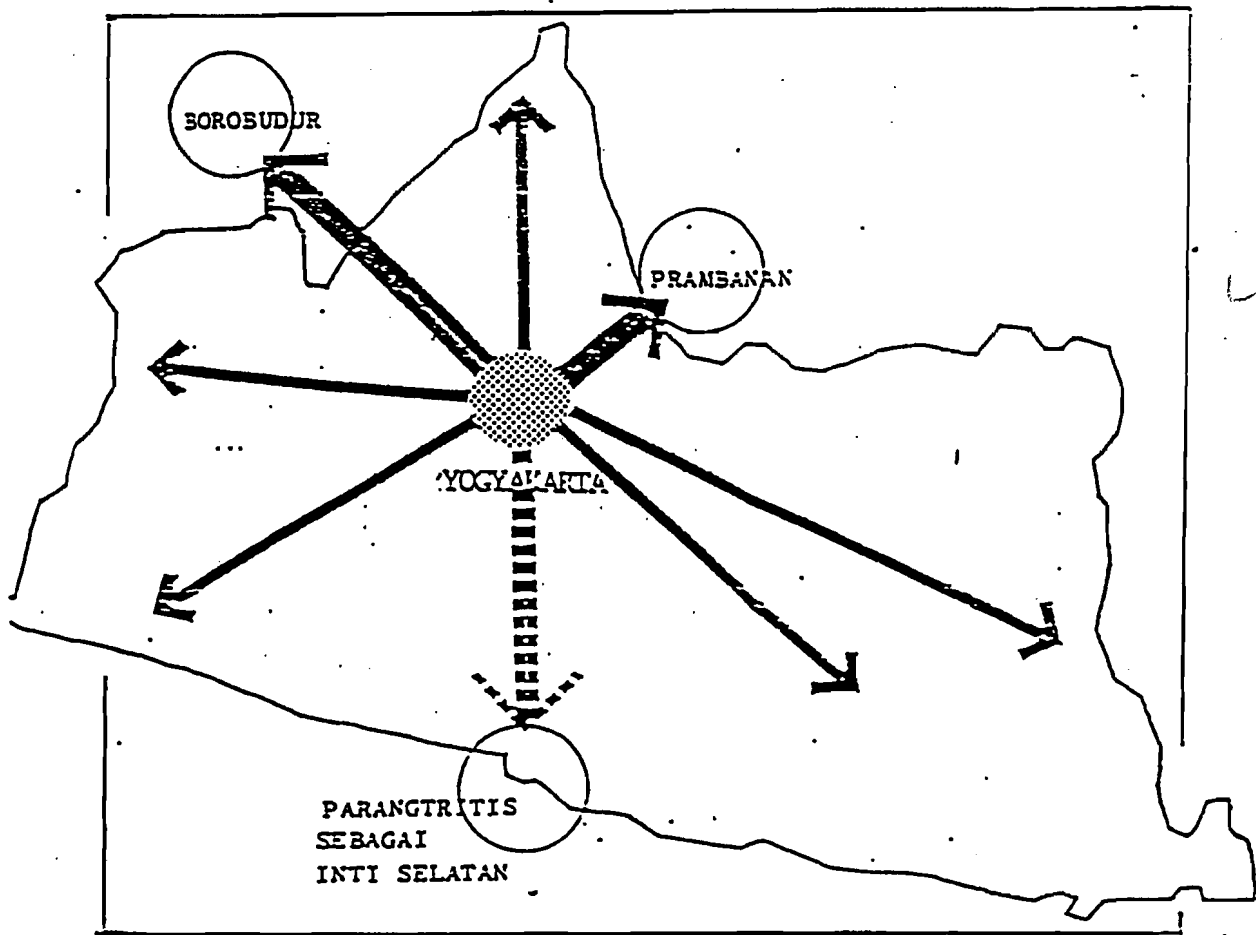 BOROBUDUR
PRAMBANAN
YOGYAKARTA
PARANGTRITIS
SEBAGAI
INTI SELATAN